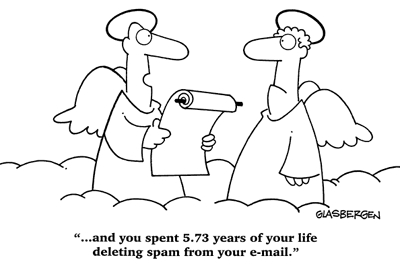 GLASBERGEN
“...and you spent 5.73 years of your life
deleting spam from your e-mail.”